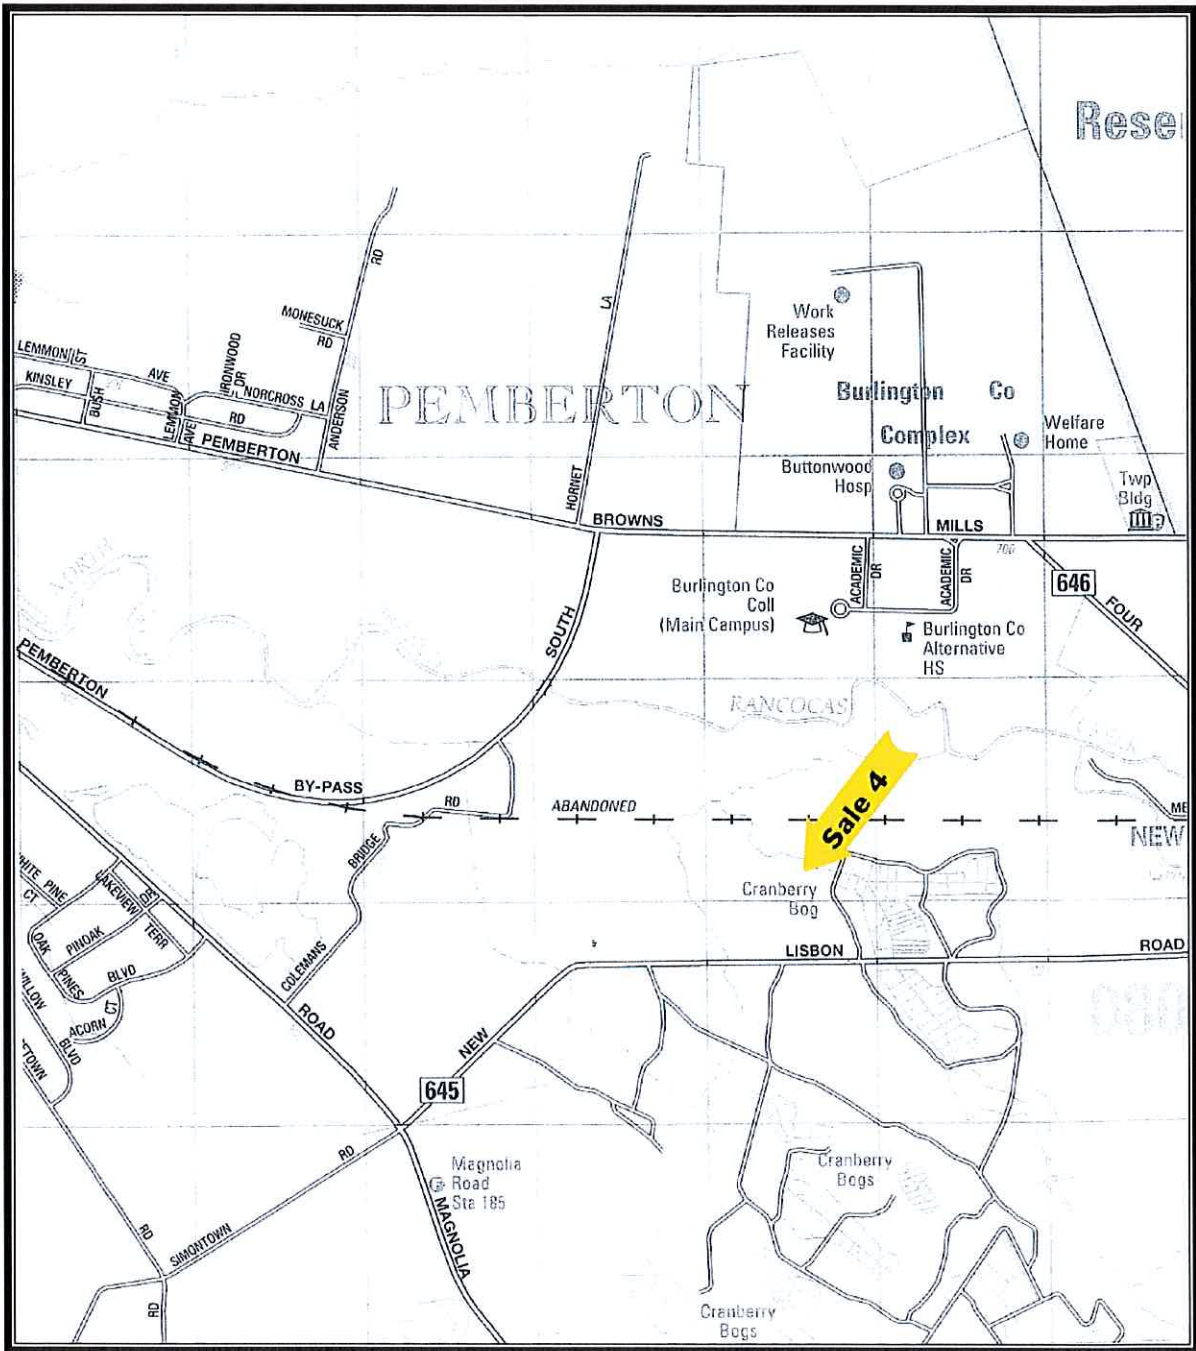 Rese
RD
MONESUCK
RD
LA
Work
Releases
Facility
LEMMON
ST
AVE
KINSLEY
BUSH
LEMMON
AVE
IRONWOOD
DR
NORCROSS LA
RD
ANDERSON
PEMBERTON
PEMBERTON
Burlington Co
Complex
Welfare
Home
Buttonwood
Hosp
Twp
Bldg
HORNET
BROWNS
MILLS
700
ACADEMIC
DR
ACADEMIC
DR
646
FOUR
NORTH
Burlington Co
Coll
(Main Campus)
Burlington Co
Alternative
HS
SOUTH
PEMBERTON
RANCOCAS
BY-PASS
RD
ABANDONED
Sale 4
ME
NEW
BRIDGE
Cranberry
Bog
HITE PINE
CT
LAKEVIEW
DR
TERR
OAK
PINOAK
PINES
BLVD
COLEMANS
LISBON
ROAD
WILLOW
BLVD
ACORN
CT
ETOWN
ROAD
NEW
645
RD
Magnolia
Road
Sta 185
MAGNOLIA
Cranberry
Bogs
RD
SIMONTOWN
RD
Cranberry
Bogs